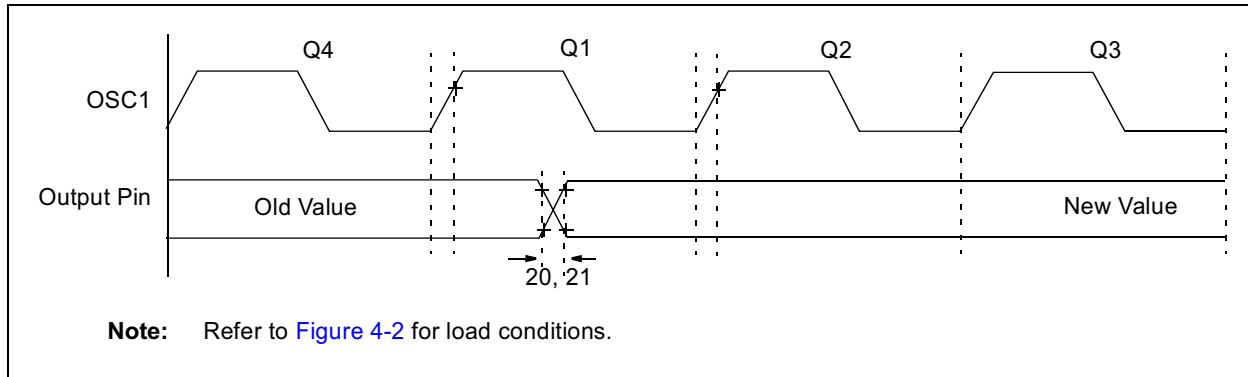 Q4 Q1 Q2 Q3
OSC1
Output Pin
Old Value New Value
20, 21
Note: Refer to Figure 4-2 for load conditions.